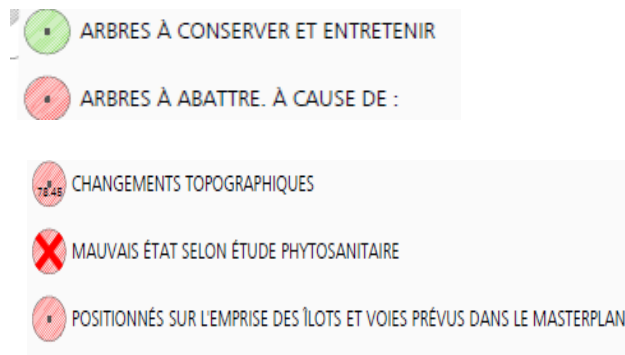 ARBRES À CONSERVER ET ENTRETENIR
ARBRES À ABATTRE. À CAUSE DE :
78.45 CHANGEMENTS TOPOGRAPHIQUES
MAUVAIS ÉTAT SELON ÉTUDE PHYTOSANITAIRE
POSITIONNÉS SUR L'EMPRISE DES ÎLOTS ET VOIES PRÉVUS DANS LE MASTERPLAN